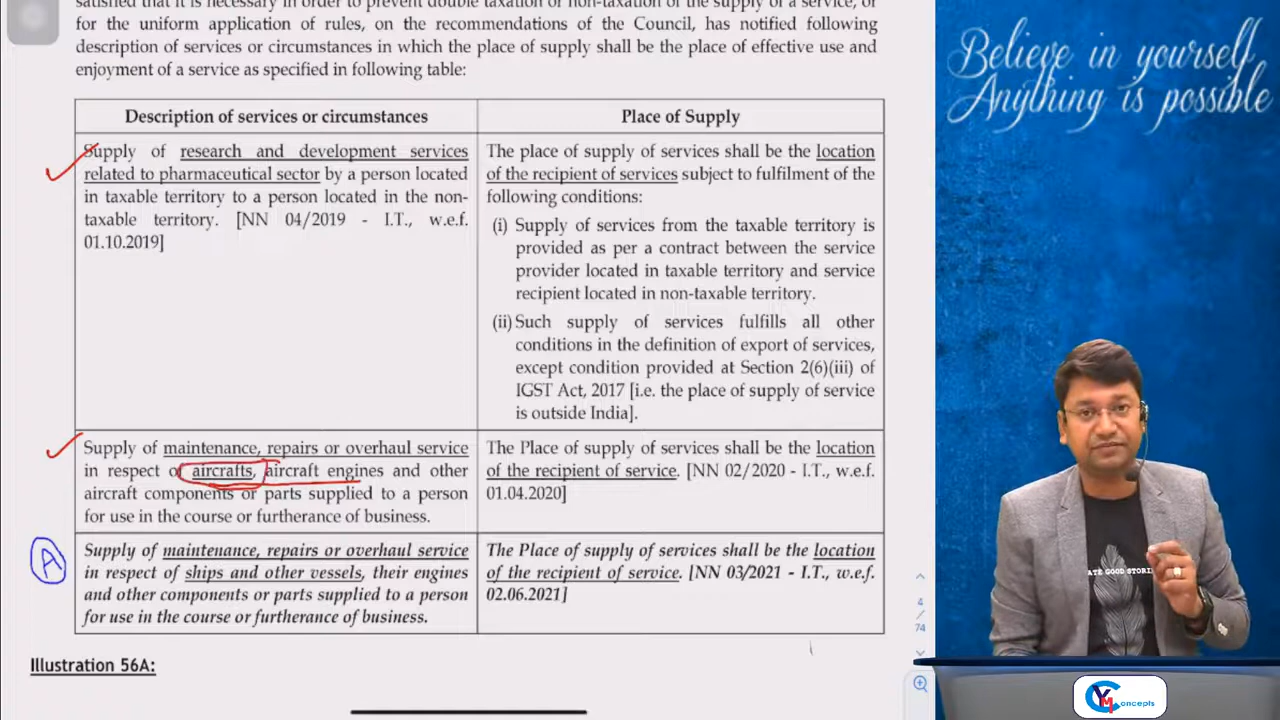 satisfied that it is necessary in order to prevent double taxation or non-taxation of the supply of a service, or
for the uniform application of rules, on the recommendations of the Council, has notified following
description of services or circumstances in which the place of supply shall be the place of effective use and
enjoyment of a service as specified in following table:
Description of services or circumstances
Place of Supply
Supply of research and development services
related to pharmaceutical sector by a person located
in taxable territory to a person located in the non-
taxable territory. [NN 04/2019 - I.T., w.e.f.
01.10.2019]
The place of supply of services shall be the location
of the recipient of services subject to fulfilment of the
following conditions:
(i) Supply of services from the taxable territory is
provided as per a contract between the service
provider located in taxable territory and service
recipient located in non-taxable territory.
(ii) Such supply of services fulfills all other
conditions in the definition of export of services,
except condition provided at Section 2(6)(iii) of
IGST Act, 2017 [i.e. the place of supply of service
is outside India].
Supply of maintenance, repairs or overhaul service
in respect of aircrafts, aircraft engines and other
aircraft components or parts supplied to a person
for use in the course or furtherance of business.
The Place of supply of services shall be the location
of the recipient of service. [NN 02/2020 - I.T., w.e.f.
01.04.2020]
A
Supply of maintenance, repairs or overhaul service
in respect of ships and other vessels, their engines
and other components or parts supplied to a person
for use in the course or furtherance of business.
The Place of supply of services shall be the location
of the recipient of service. [NN 03/2021 - I.T., w.e.f.
02.06.2021]
Illustration 56A:
4
/
74
Believe in yourself
Anything is possible
ATE GOOD STORI
YM
Concepts